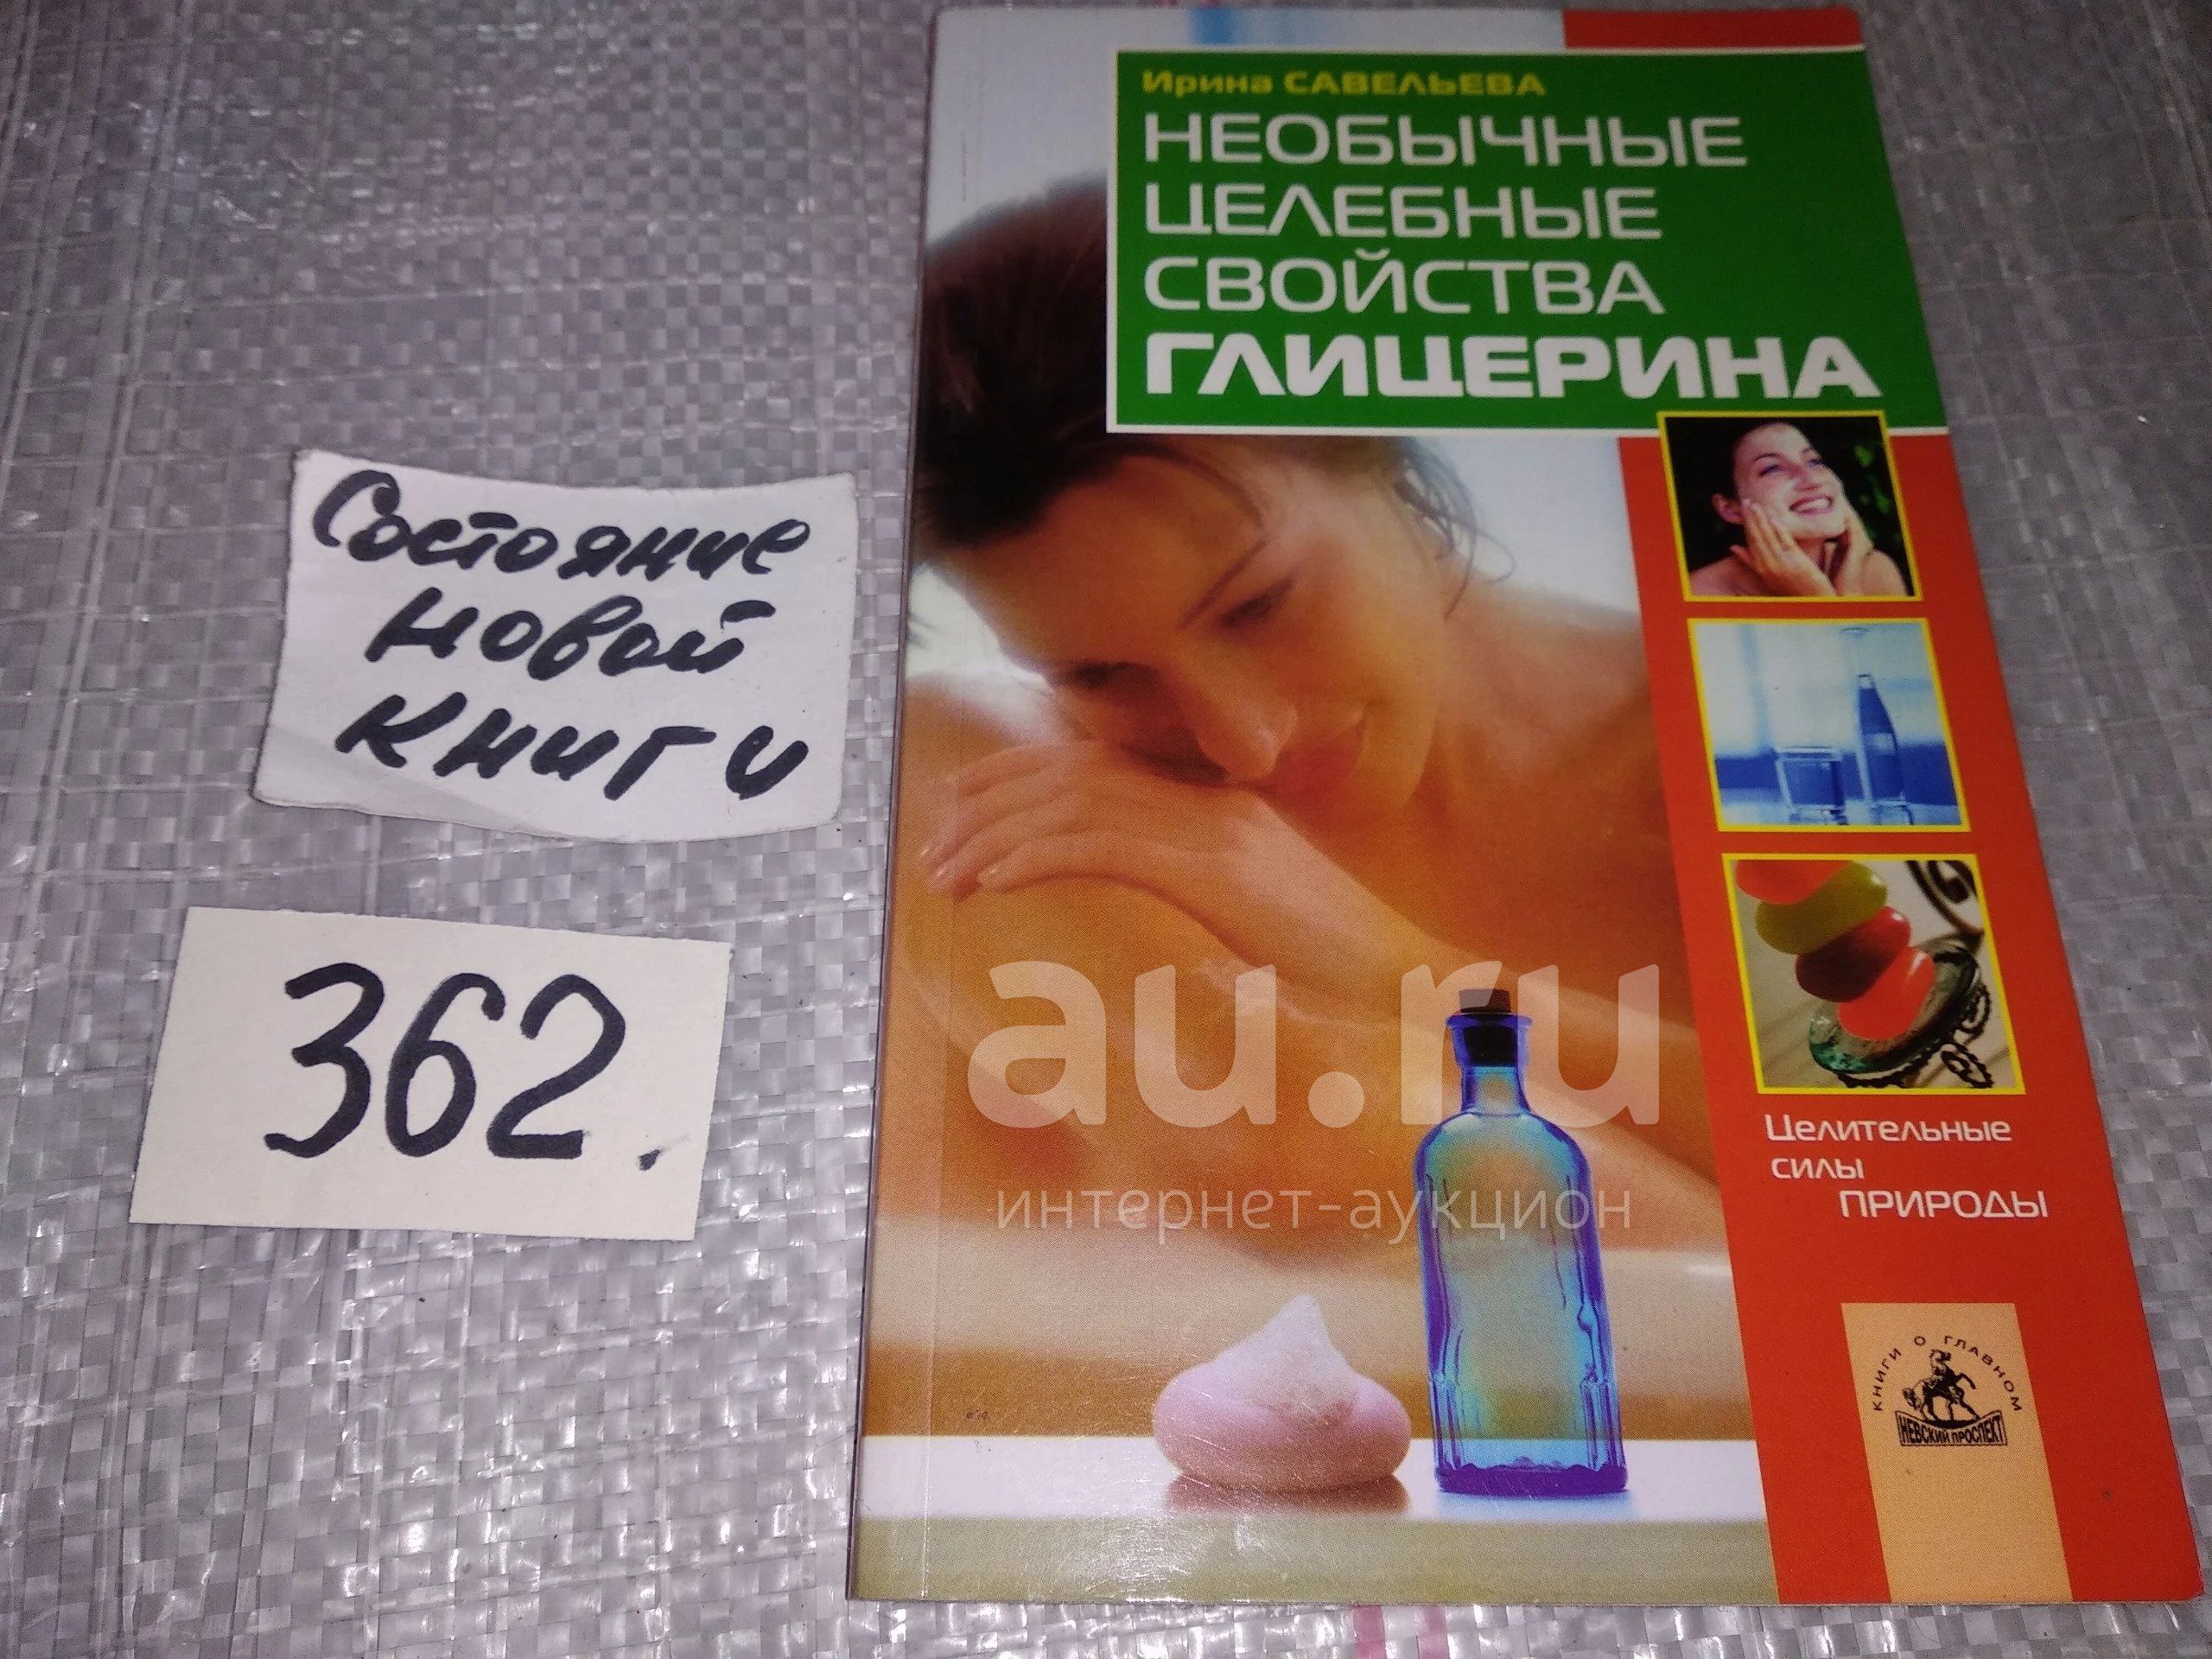 Ирина САВЕЛЬЕВА
НЕОБЫЧНЫЕ
ЦЕЛЕБНЫЕ
СВОЙСТВА
ГЛИЦЕРИНА
Состояние
новой
книги
362.
au.ru
интернет-аукцион
Целительные
силы
ПРИРОДЫ
КНИГИ О ГЛАВНОМ
НЕВСКИЙ ПРОСПЕКТ